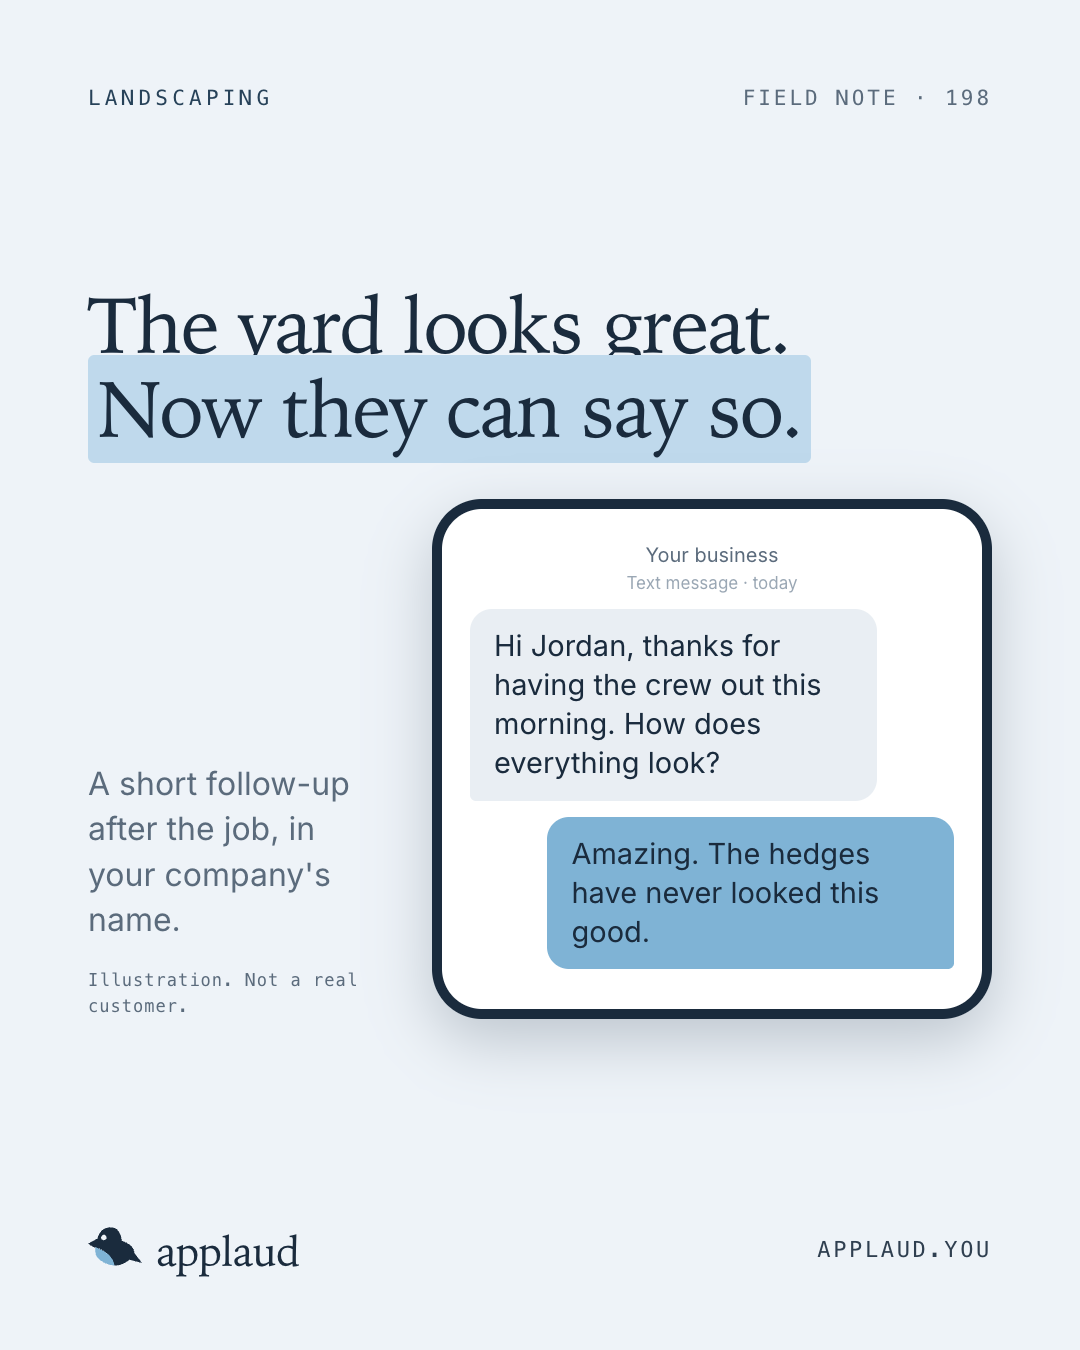 LANDSCAPING
FIELD NOTE · 198
The yard looks great.
Now they can say so.
Your business
Text message · today
Hi Jordan, thanks for
having the crew out this
morning. How does
everything look?
Amazing. The hedges
have never looked this
good.
A short follow-up
after the job, in
your company's
name.
Illustration. Not a real
customer.
applaud
APPLAUD.YOU